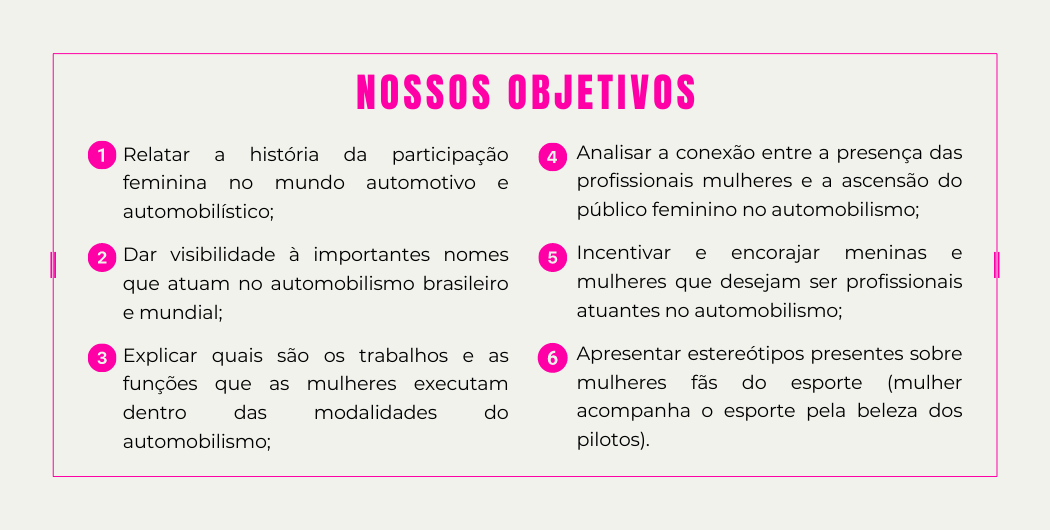 NOSSOS OBJETIVOS
1 Relatar a história da participação
feminina no mundo automotivo e
automobilístico;
2 Dar visibilidade à importantes nomes
que atuam no automobilismo brasileiro
e mundial;
3 Explicar quais são os trabalhos e as
funções que as mulheres executam
dentro das modalidades do
automobilismo;
4 Analisar a conexão entre a presença das
profissionais mulheres e a ascensão do
público feminino no automobilismo;
5 Incentivar e encorajar meninas e
mulheres que desejam ser profissionais
atuantes no automobilismo;
6 Apresentar estereótipos presentes sobre
mulheres fãs do esporte (mulher
acompanha o esporte pela beleza dos
pilotos).